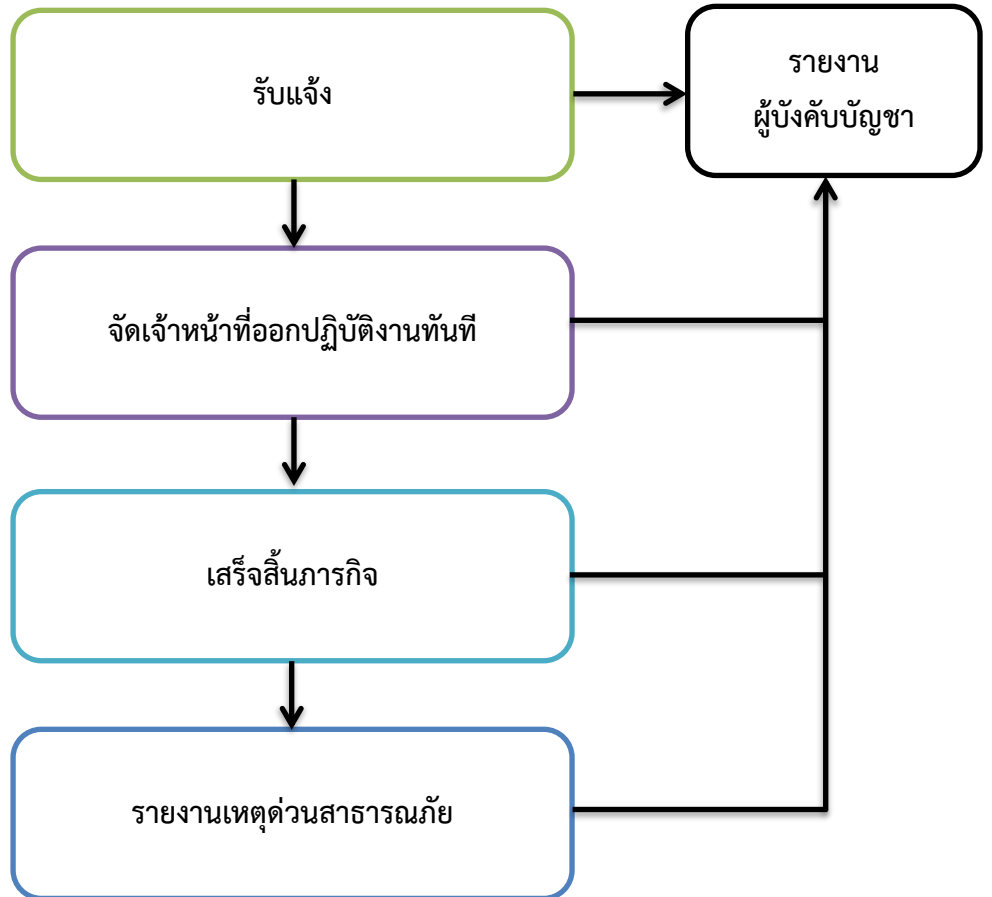 รับแจ้ง
รายงาน
ผู้บังคับบัญชา
จัดเจ้าหน้าที่ออกปฏิบัติงานทันที
เสร็จสิ้นภารกิจ
รายงานเหตุด่วนสาธารณภัย